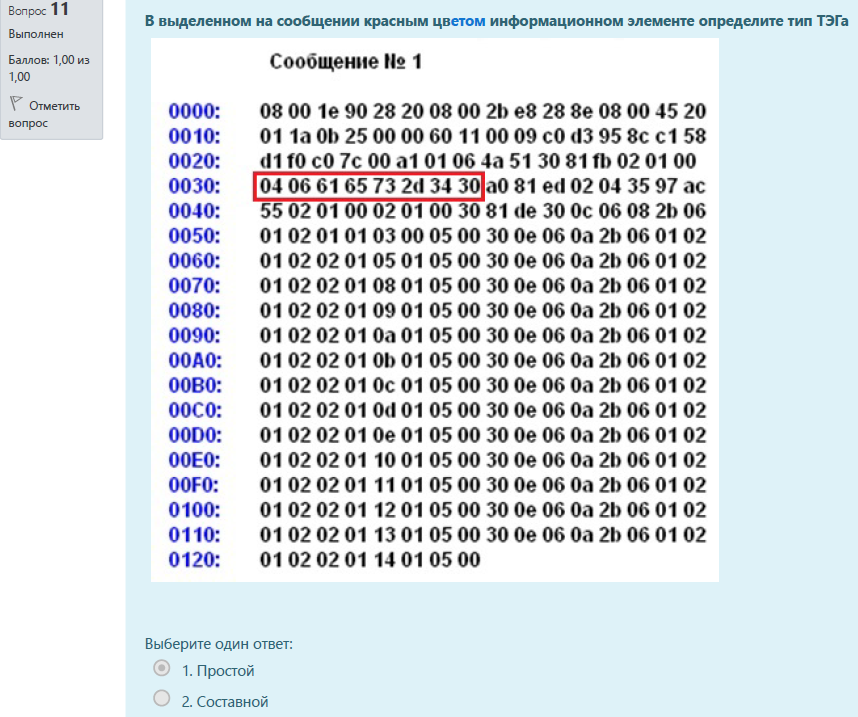 Вопрос 11
Выполнен
Баллов: 1,00 из
1,00
Отметить
вопрос
В выделенном на сообщении красным цветом информационном элементе определите тип ТЭГа
Сообщение № 1
0000: 08 00 1e 90 28 20 08 00 2b e8 28 8e 08 00 45 20
0010: 01 1a 0b 25 00 00 60 11 00 09 c0 d3 95 8c c1 58
0020: d1 f0 c0 7c 00 a1 01 06 4a 51 30 81 fb 02 01 00
0030: 04 06 61 65 73 2d 34 30 a0 81 ed 02 04 35 97 ac
0040: 55 02 01 00 02 01 00 30 81 de 30 0c 06 08 2b 06
0050: 01 02 01 01 03 00 05 00 30 0e 06 0a 2b 06 01 02
0060: 01 02 02 01 05 01 05 00 30 0e 06 0a 2b 06 01 02
0070: 01 02 02 01 08 01 05 00 30 0e 06 0a 2b 06 01 02
0080: 01 02 02 01 09 01 05 00 30 0e 06 0a 2b 06 01 02
0090: 01 02 02 01 0a 01 05 00 30 0e 06 0a 2b 06 01 02
00A0: 01 02 02 01 0b 01 05 00 30 0e 06 0a 2b 06 01 02
00B0: 01 02 02 01 0c 01 05 00 30 0e 06 0a 2b 06 01 02
00C0: 01 02 02 01 0d 01 05 00 30 0e 06 0a 2b 06 01 02
00D0: 01 02 02 01 0e 01 05 00 30 0e 06 0a 2b 06 01 02
00E0: 01 02 02 01 10 01 05 00 30 0e 06 0a 2b 06 01 02
00F0: 01 02 02 01 11 01 05 00 30 0e 06 0a 2b 06 01 02
0100: 01 02 02 01 12 01 05 00 30 0e 06 0a 2b 06 01 02
0110: 01 02 02 01 13 01 05 00 30 0e 06 0a 2b 06 01 02
0120: 01 02 02 01 14 01 05 00
Выберите один ответ:
1. Простой
2. Составной